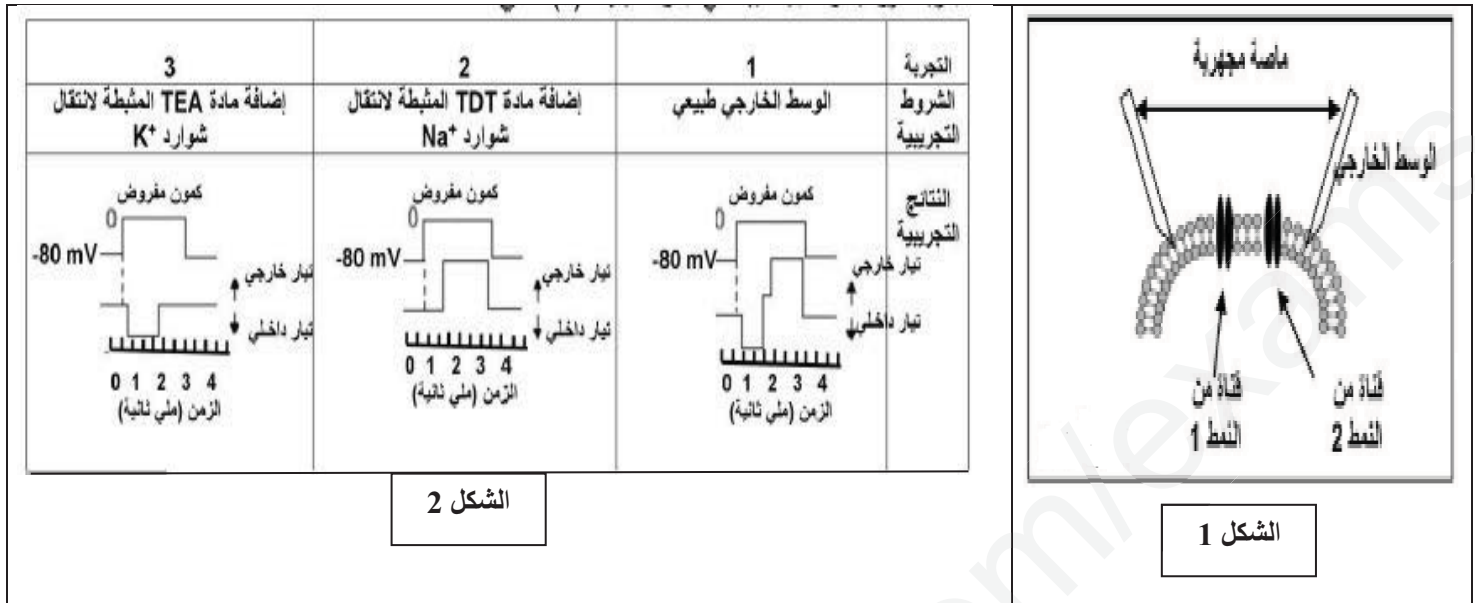 التجربة
1
2
3
الشروط التجريبية
الوسط الخارجي طبيعي
إضافة مادة TDT المثبطة لانتقال
شوارد Na⁺
إضافة مادة TEA المثبطة لانتقال
شوارد K⁺
النتائج التجريبية
كمون مفروض
0
-80 mV
تيار خارجي
تيار داخلي
0 1 2 3 4
الزمن (ملي ثانية)
كمون مفروض
0
-80 mV
تيار خارجي
تيار داخلي
0 1 2 3 4
الزمن (ملي ثانية)
كمون مفروض
0
-80 mV
تيار خارجي
تيار داخلي
0 1 2 3 4
الزمن (ملي ثانية)
الشكل 2
ماصة مجهرية
الوسط الخارجي
قناة من
النمط 1
قناة من
النمط 2
الشكل 1
m/exams